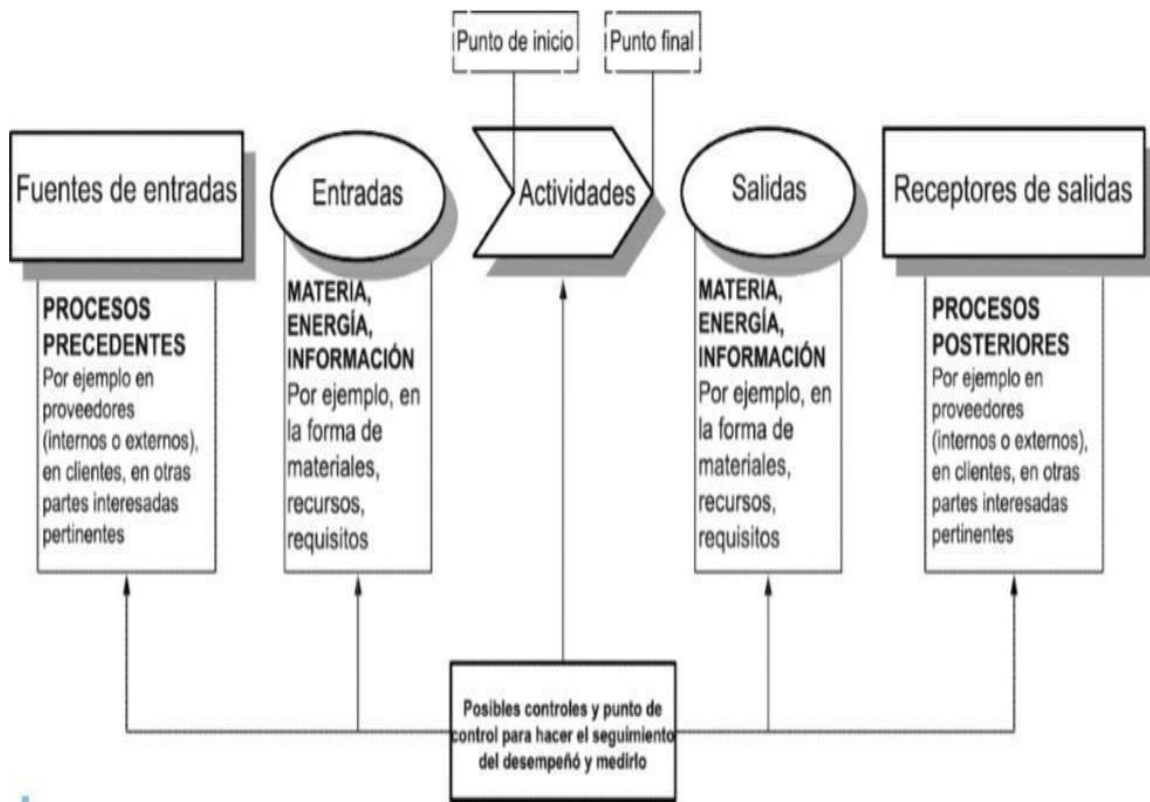 Punto de inicio
Punto final
Fuentes de entradas
Entradas
Actividades
Salidas
Receptores de salidas
PROCESOS
PRECEDENTES
Por ejemplo en
proveedores
(internos o externos),
en clientes, en otras
partes interesadas
pertinentes
MATERIA,
ENERGÍA,
INFORMACIÓN
Por ejemplo, en
la forma de
materiales,
recursos,
requisitos
MATERIA,
ENERGÍA,
INFORMACIÓN
Por ejemplo, en
la forma de
materiales,
recursos,
requisitos
PROCESOS
POSTERIORES
Por ejemplo en
proveedores
(internos o externos),
en clientes, en otras
partes interesadas
pertinentes
Posibles controles y punto de
control para hacer el seguimiento
del desempeñó y medirlo